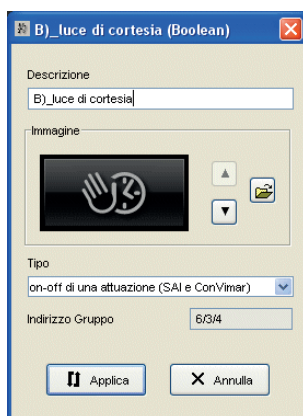 B)_luce di cortesia (Boolean)
Descrizione
B)_luce di cortesia
Immagine
Tipo
on-off di una attuazione (SAI e ConVimar)
Indirizzo Gruppo 6/3/4
Applica Annulla